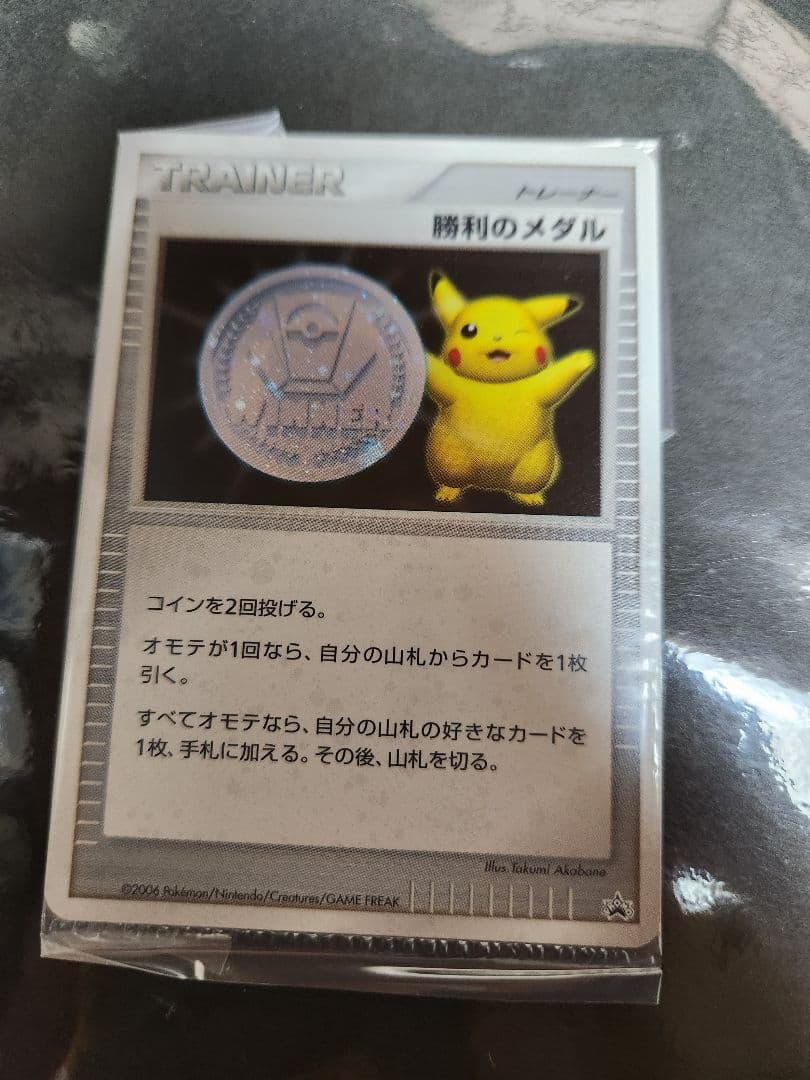 TRAINER
トレーナー
勝利のメダル
コインを2回投げる。
オモテが1回なら、自分の山札からカードを1枚
引く。
すべてオモテなら、自分の山札の好きなカードを
1枚、手札に加える。その後、山札を切る。
Illus. Takumi Akabane
©2006 Pokémon/Nintendo/Creatures/GAME FREAK